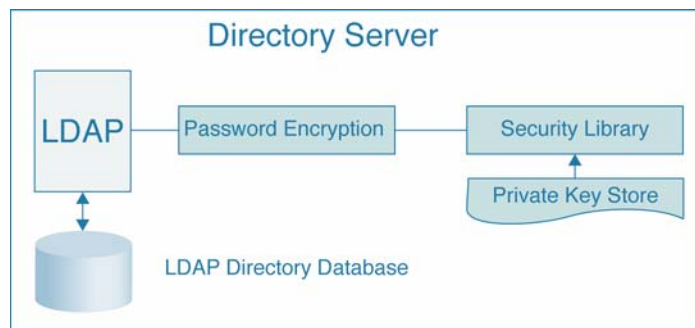 Directory Server
LDAP
Password Encryption
Security Library
Private Key Store
LDAP Directory Database